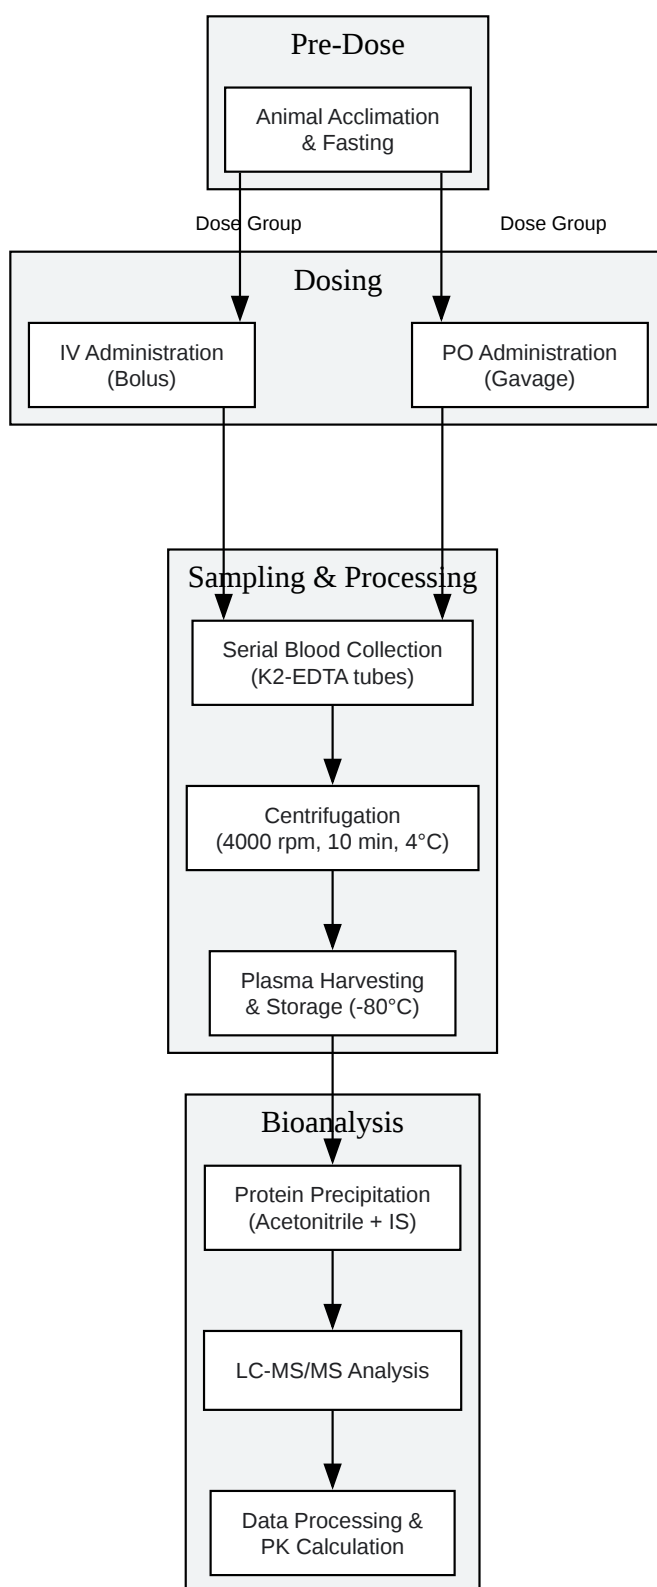 Pre-Dose
Animal Acclimation
& Fasting
Dose Group
Dose Group
Dosing
IV Administration
(Bolus)
PO Administration
(Gavage)
Sampling & Processing
Serial Blood Collection
(K2-EDTA tubes)
Centrifugation
(4000 rpm, 10 min, 4°C)
Plasma Harvesting
& Storage (-80°C)
Bioanalysis
Protein Precipitation
(Acetonitrile + IS)
LC-MS/MS Analysis
Data Processing &
PK Calculation